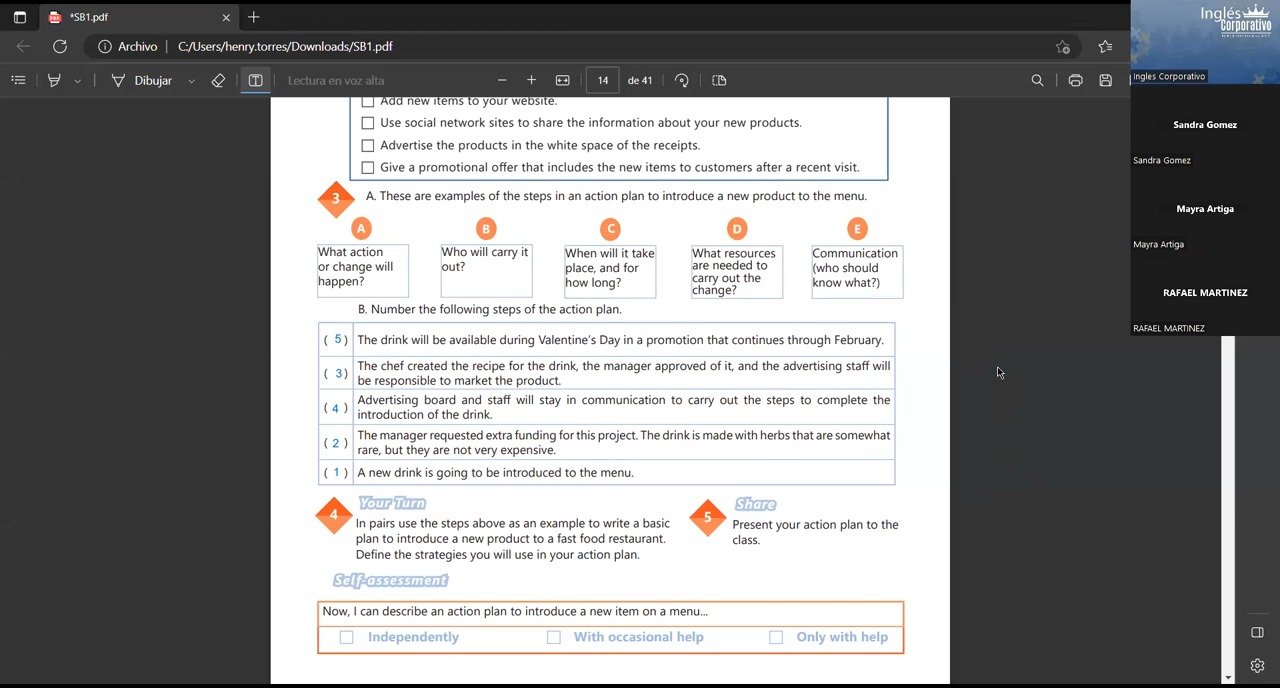 *SB1.pdf
Archivo
C:/Users/henry.torres/Downloads/SB1.pdf
Dibujar
Lectura en voz alta
14
de 41
Inglés
Corporativo
Ingles Corporativo
Sandra Gomez
Sandra Gomez
Mayra Artiga
Mayra Artiga
RAFAEL MARTINEZ
RAFAEL MARTINEZ
Add new items to your website.
Use social network sites to share the information about your new products.
Advertise the products in the white space of the receipts.
Give a promotional offer that includes the new items to customers after a recent visit.
3
A. These are examples of the steps in an action plan to introduce a new product to the menu.
A
What action
or change will
happen?
B
Who will carry it
out?
C
When will it take
place, and for
how long?
D
What resources
are needed to
carry out the
change?
E
Communication
(who should
know what?)
B. Number the following steps of the action plan.
( 5 ) The drink will be available during Valentine's Day in a promotion that continues through February.
( 3 ) The chef created the recipe for the drink, the manager approved of it, and the advertising staff will
be responsible to market the product.
( 4 ) Advertising board and staff will stay in communication to carry out the steps to complete the
introduction of the drink.
( 2 ) The manager requested extra funding for this project. The drink is made with herbs that are somewhat
rare, but they are not very expensive.
( 1 ) A new drink is going to be introduced to the menu.
4
Your Turn
In pairs use the steps above as an example to write a basic
plan to introduce a new product to a fast food restaurant.
Define the strategies you will use in your action plan.
5
Share
Present your action plan to the
class.
Self-assessment
Now, I can describe an action plan to introduce a new item on a menu...
Independently
With occasional help
Only with help